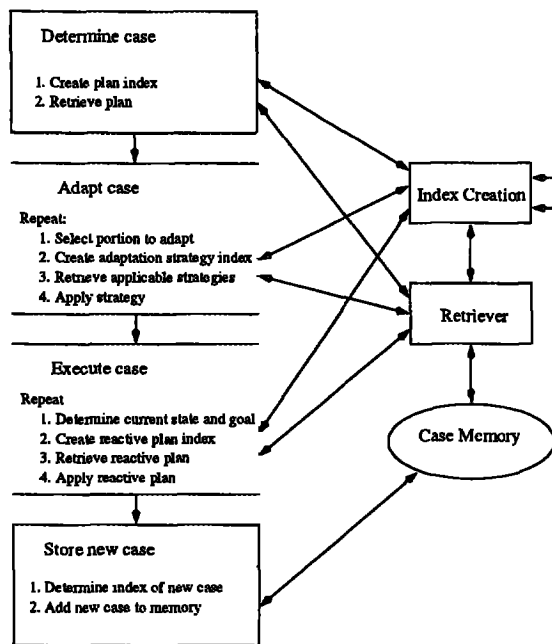 Determine case
1. Create plan index
2. Retrieve plan
Adapt case
Repeat:
1. Select portion to adapt
2. Create adaptation strategy index
3. Retrieve applicable strategies
4. Apply strategy
Execute case
Repeat
1. Determine current state and goal
2. Create reactive plan index
3. Retrieve reactive plan
4. Apply reactive plan
Store new case
1. Determine index of new case
2. Add new case to memory
Index Creation
Retriever
Case Memory